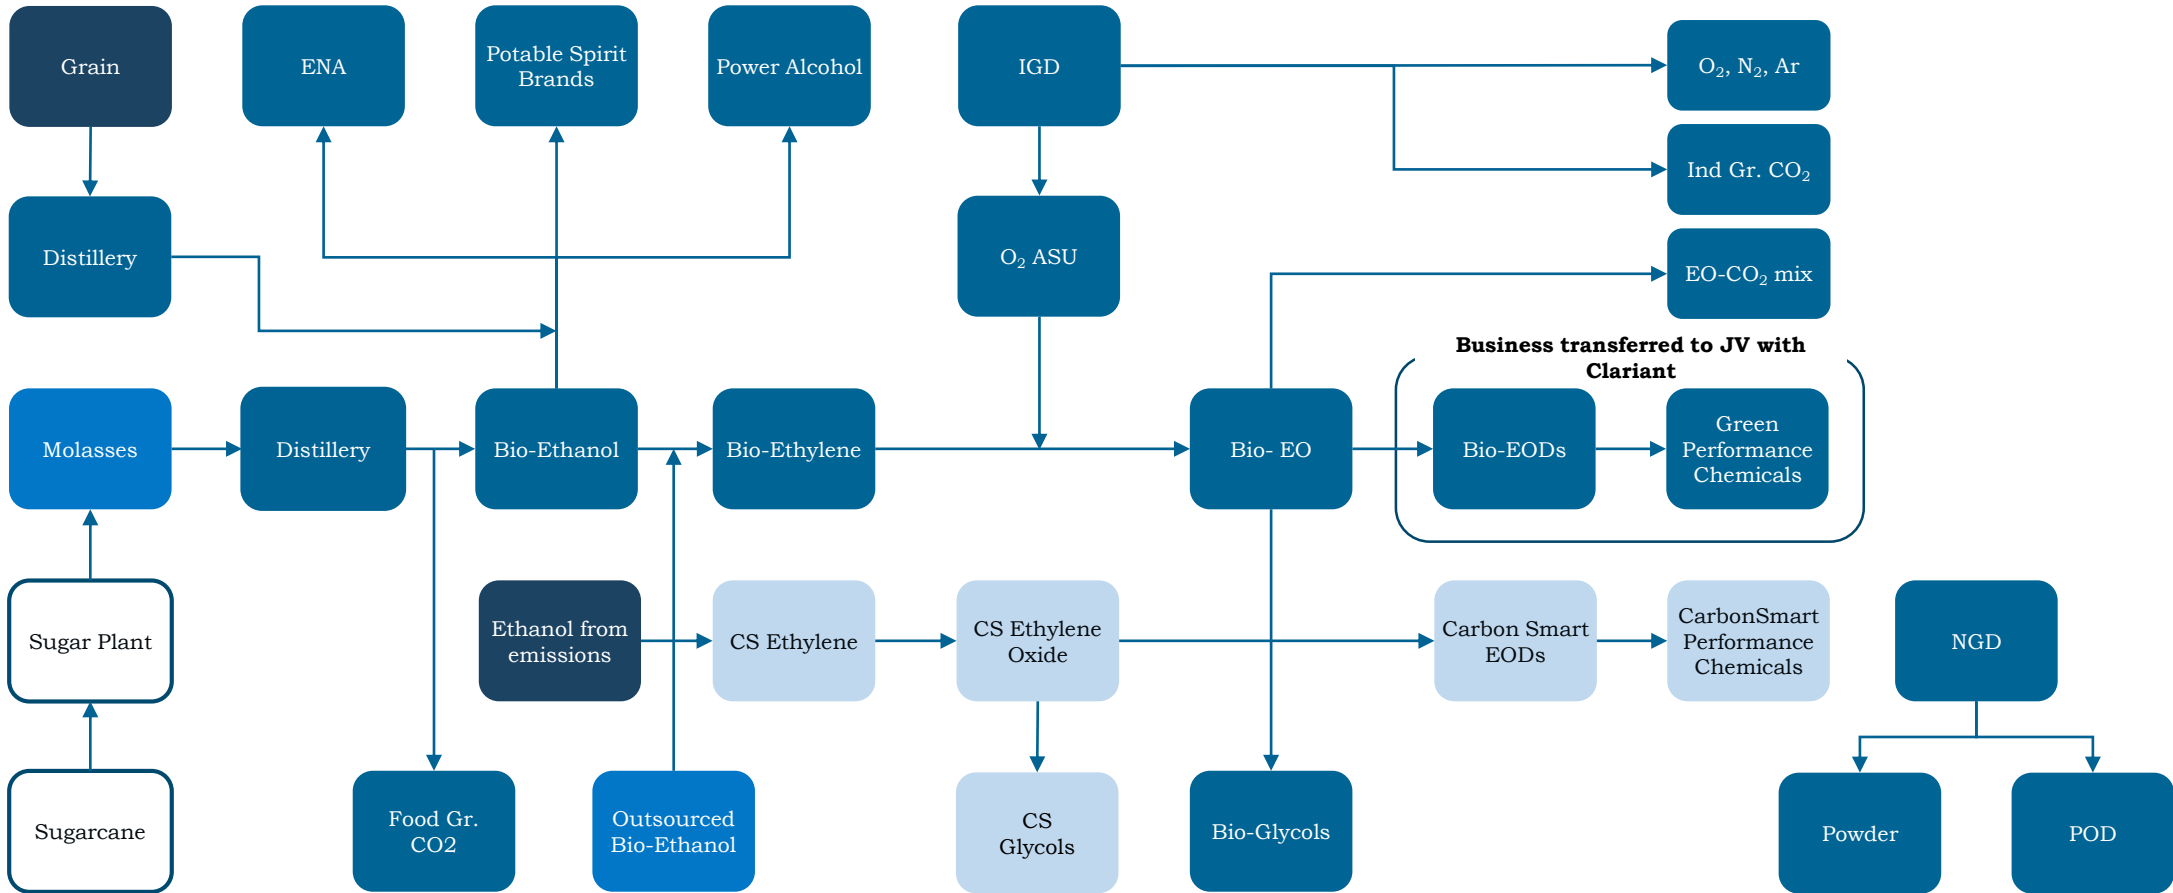 Grain
ENA
Potable Spirit
Brands
Power Alcohol
IGD
O₂, N₂, Ar
Ind Gr. CO₂
Distillery
O₂ ASU
EO-CO₂ mix
Business transferred to JV with
Clariant
Molasses
Distillery
Bio-Ethanol
Bio-Ethylene
Bio- EO
Bio-EODs
Green
Performance
Chemicals
Sugar Plant
Ethanol from
emissions
CS Ethylene
CS Ethylene
Oxide
Carbon Smart
EODs
CarbonSmart
Performance
Chemicals
NGD
Sugarcane
Food Gr.
CO2
Outsourced
Bio-Ethanol
CS
Glycols
Bio-Glycols
Powder
POD